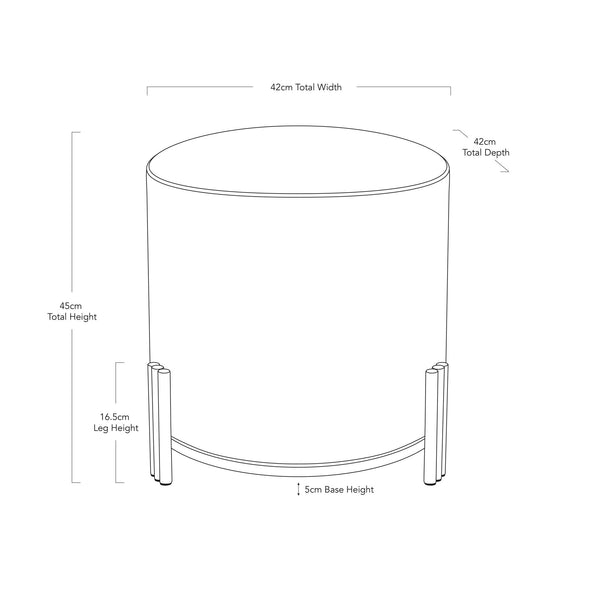 42cm Total Width
42cm
Total Depth
45cm
Total Height
16.5cm
Leg Height
5cm Base Height